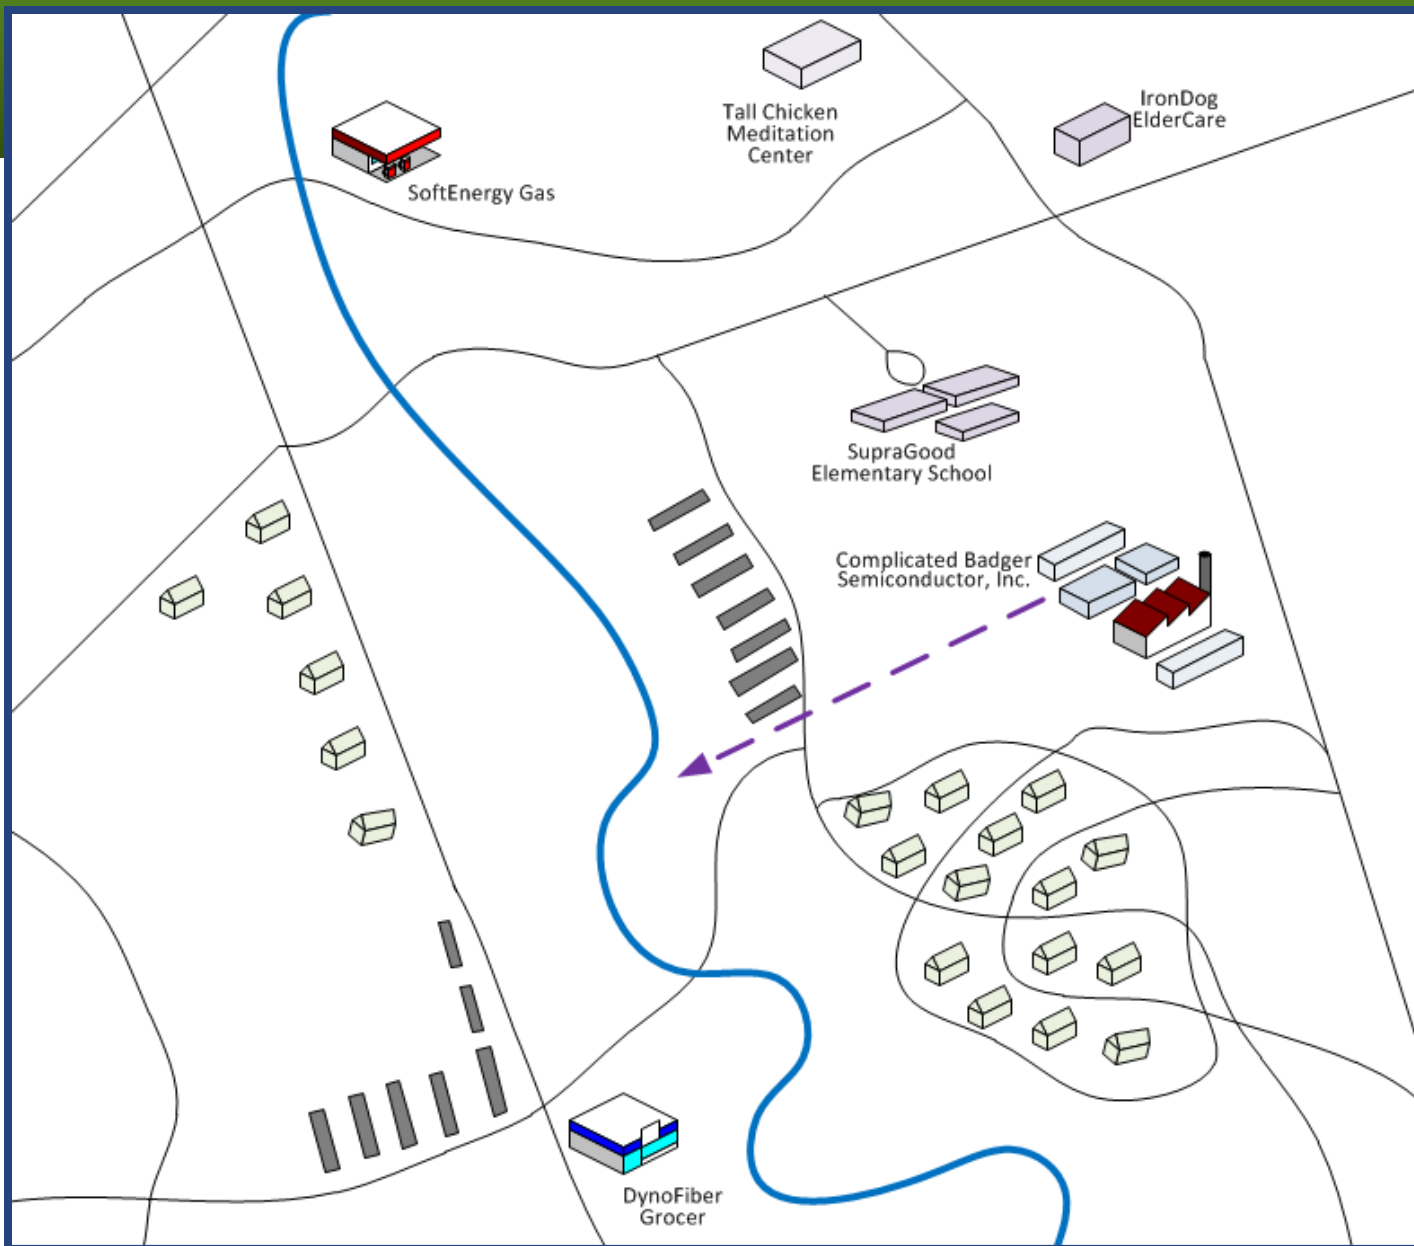 Tall Chicken
Meditation
Center
IronDog
ElderCare
SoftEnergy Gas
SupraGood
Elementary School
Complicated Badger
Semiconductor, Inc.
DynoFiber
Grocer